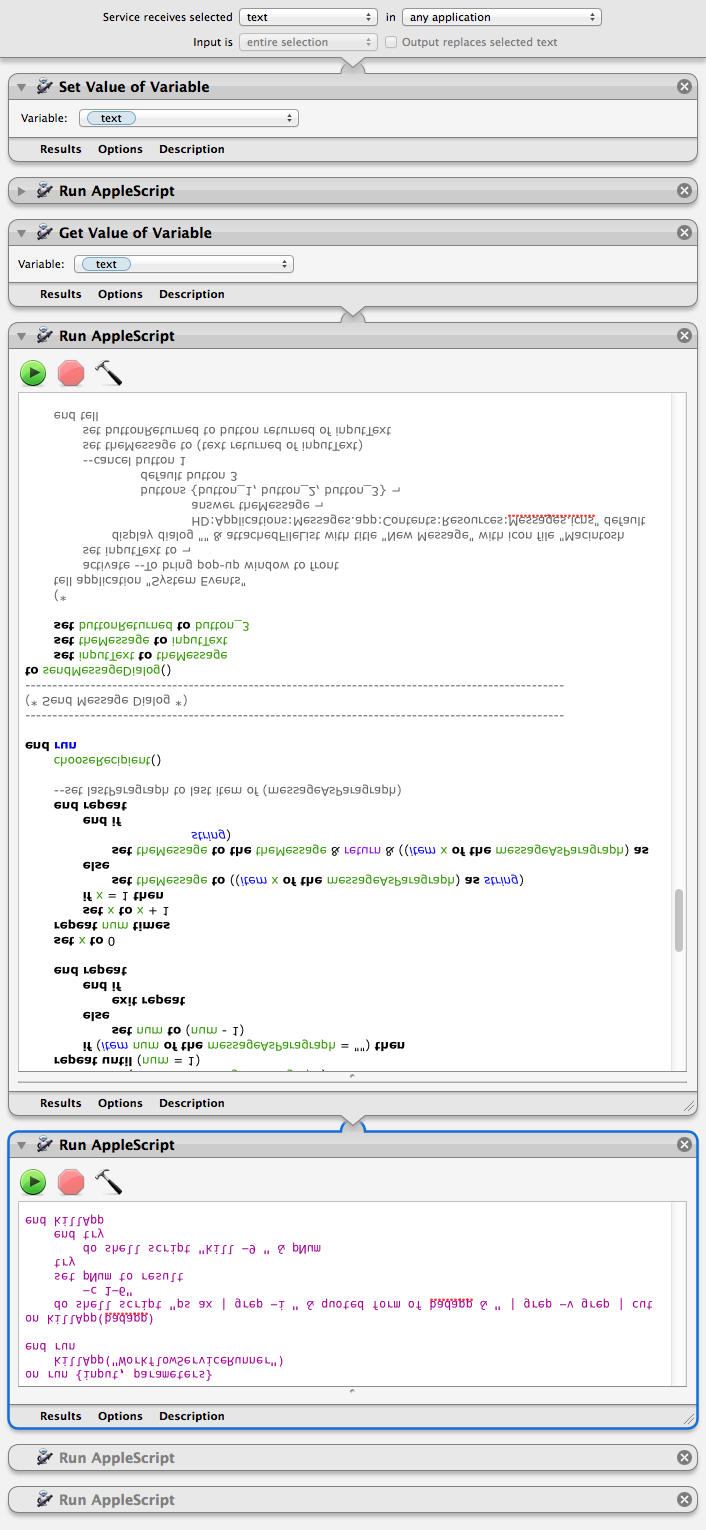 Service receives selected text in any application
Input is entire selection Output replaces selected text
Set Value of Variable
Variable: text
Results Options Description
Run AppleScript
Get Value of Variable
Variable: text
Results Options Description
Run AppleScript
repeat until (num = 1)
if (item num of the messageAsParagraph = "") then
set num to (num - 1)
else
exit repeat
end if
end repeat
set x to 0
repeat num times
set x to x + 1
if x = 1 then
set theMessage to ((item x of the messageAsParagraph) as string)
else
set theMessage to the theMessage & return & ((item x of the messageAsParagraph) as
string)
end if
end repeat
--set lastParagraph to last item of (messageAsParagraph)
chooseRecipient()
end run
------------------------------------------------------------
(* Send Message Dialog *)
------------------------------------------------------------
to sendMessageDialog()
set inputText to theMessage
set theMessage to inputText
set buttonReturned to button_3
(*
tell application "System Events"
activate --To bring pop-up window to front
set inputText to ¬
display dialog "" & attachedFileList with title "New Message" with icon file "Macintosh
HD:Applications:Messages.app:Contents:Resources:Messages.icns" default
answer theMessage ¬
buttons {button_1, button_2, button_3} ¬
default button 3
--cancel button 1
set theMessage to (text returned of inputText)
set buttonReturned to button returned of inputText
end tell
Results Options Description
Run AppleScript
on run {input, parameters}
killApp("WorkflowServiceRunner")
end run
on killApp(badapp)
do shell script "ps ax | grep -i " & quoted form of badapp & " | grep -v grep | cut
-c 1-6"
set pNum to result
try
do shell script "kill -9 " & pNum
end try
end killApp
Results Options Description
Run AppleScript
Run AppleScript